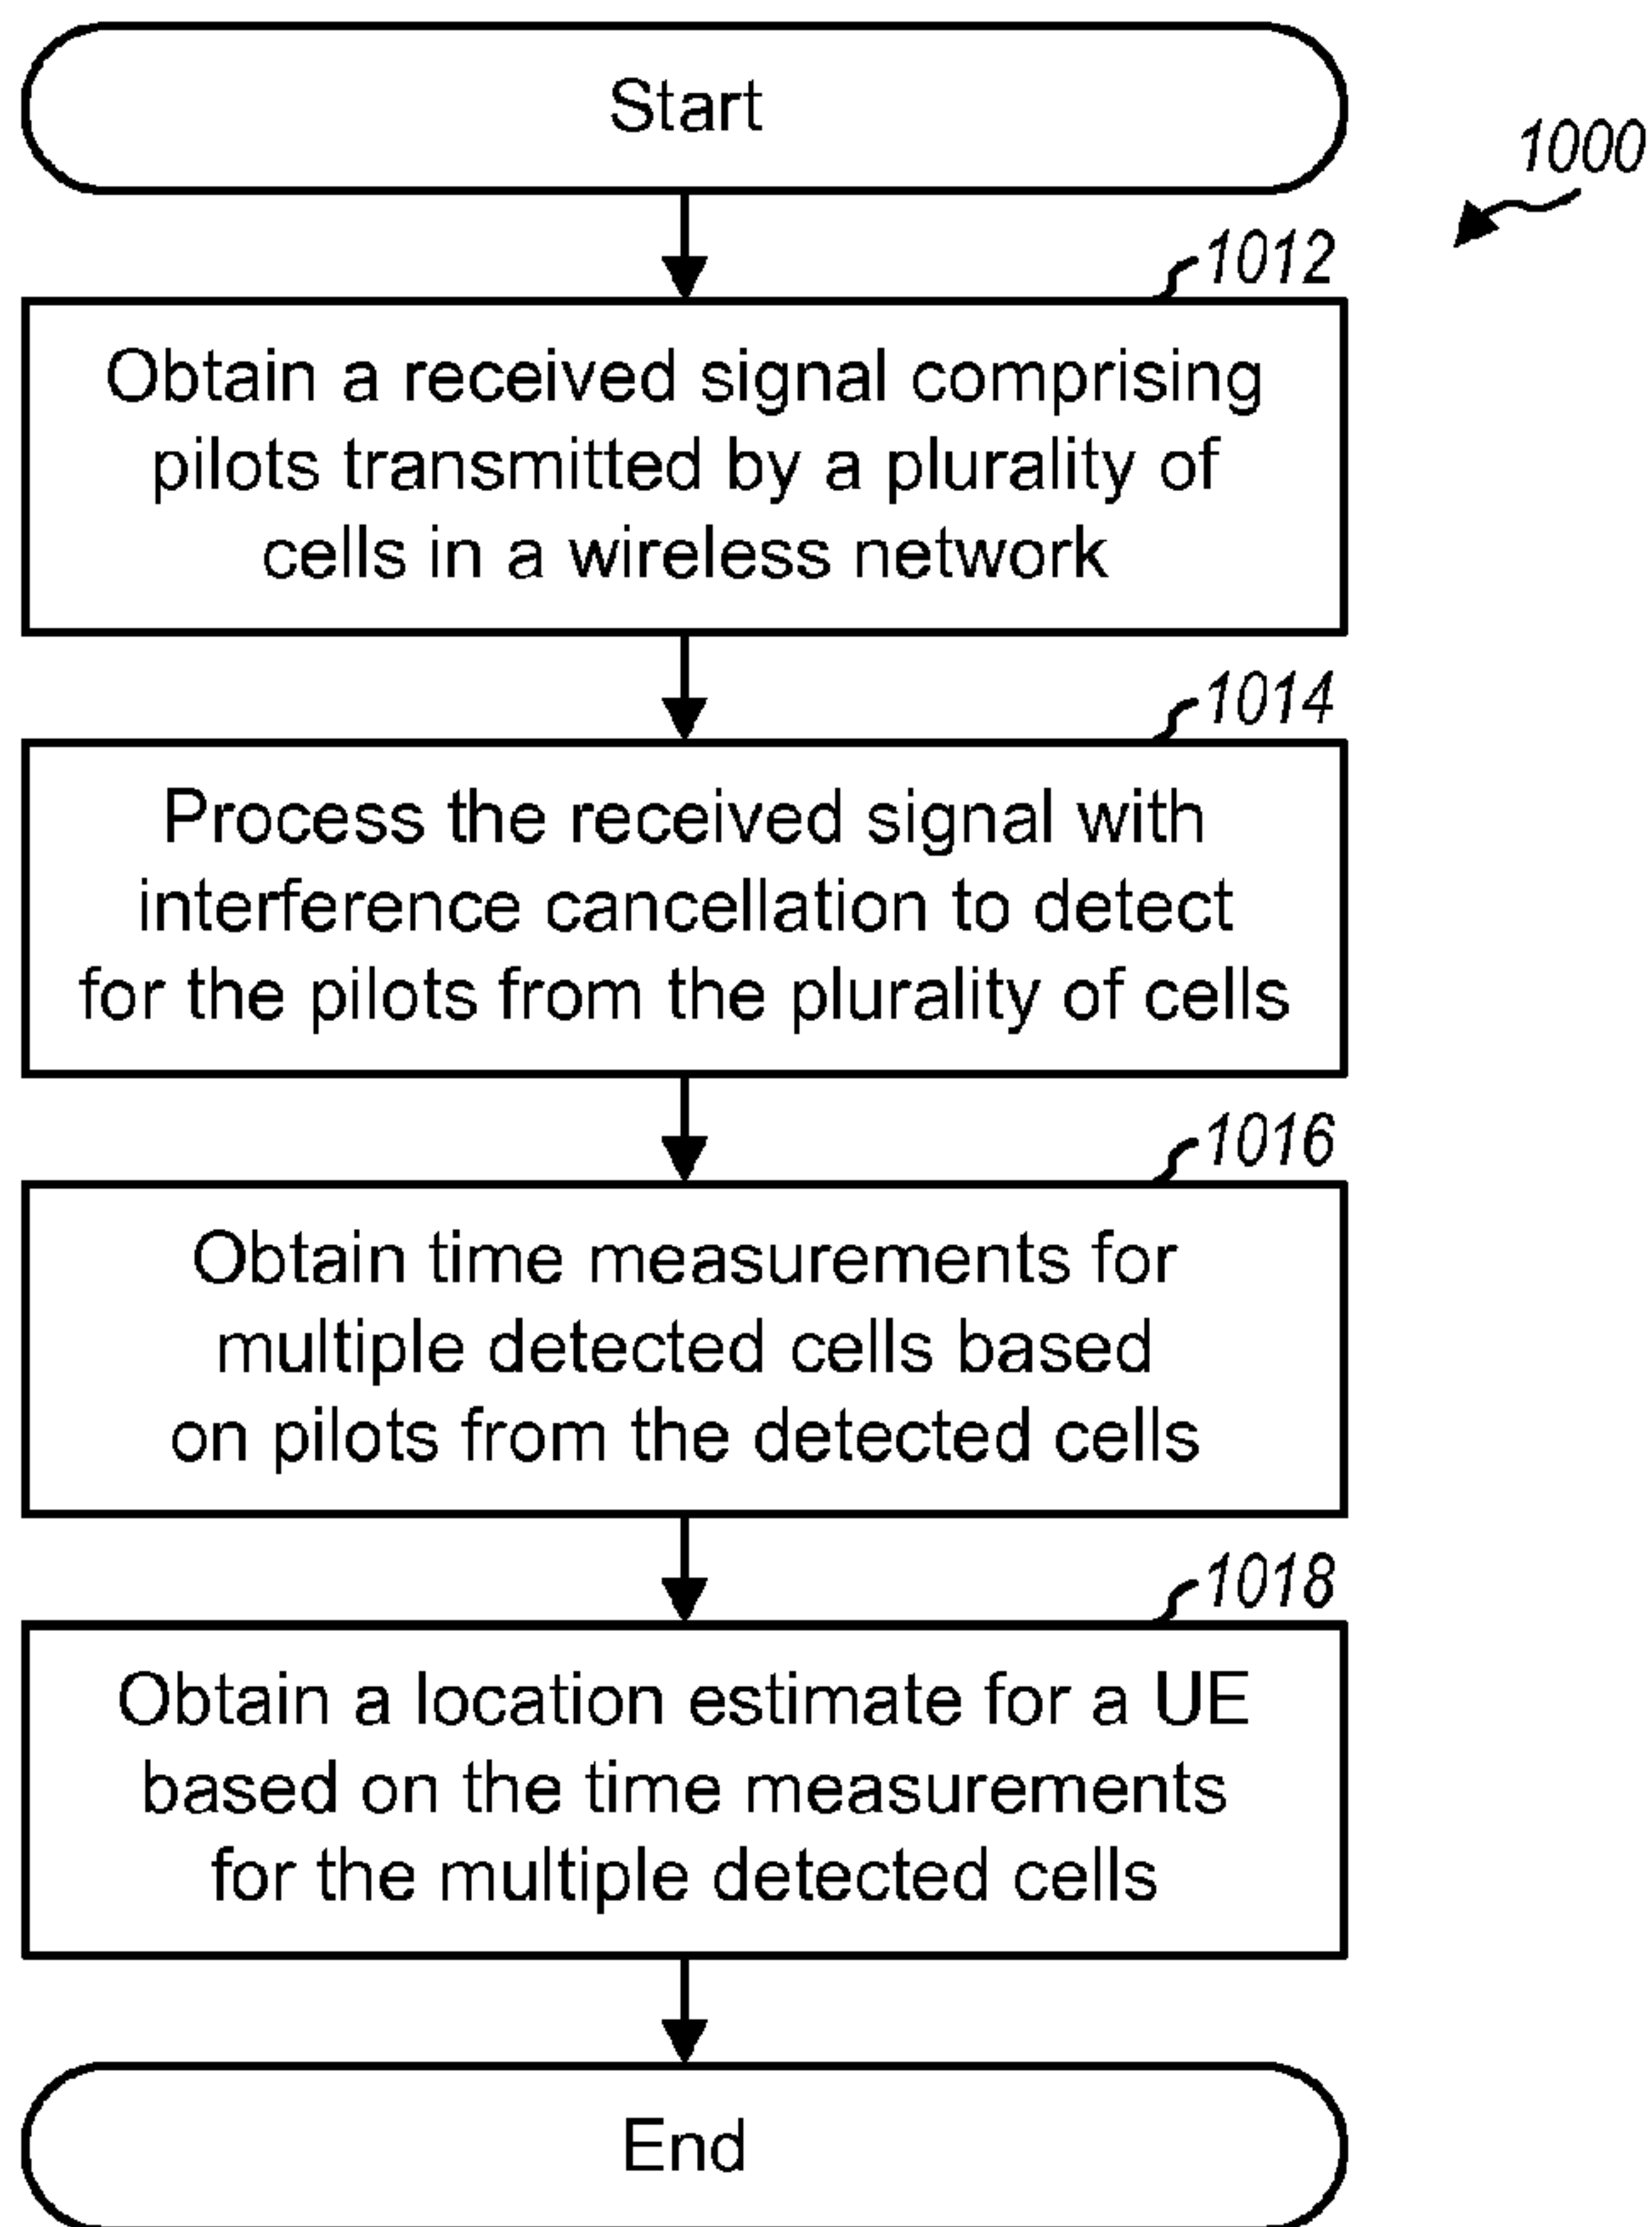 Start
1000
1012
Obtain a received signal comprising
pilots transmitted by a plurality of
cells in a wireless network
1014
Process the received signal with
interference cancellation to detect
for the pilots from the plurality of cells
1016
Obtain time measurements for
multiple detected cells based
on pilots from the detected cells
1018
Obtain a location estimate for a UE
based on the time measurements
for the multiple detected cells
End